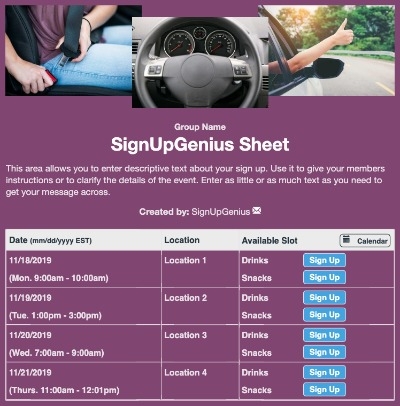 Group Name
SignUpGenius Sheet
This area allows you to enter descriptive text about your sign up. Use it to give your members
instructions or to clarify the details of the event. Enter as little or as much text as you need to
get your message across.
Created by: SignUpGenius
Date (mm/dd/yyyy EST) Location Available Slot Calendar
11/18/2019 Location 1 Drinks Sign Up
(Mon. 9:00am - 10:00am) Snacks Sign Up
11/19/2019 Location 2 Drinks Sign Up
(Tue. 1:00pm - 3:00pm) Snacks Sign Up
11/20/2019 Location 3 Drinks Sign Up
(Wed. 7:00am - 9:00am) Snacks Sign Up
11/21/2019 Location 4 Drinks Sign Up
(Thurs. 11:00am - 12:01pm) Snacks Sign Up